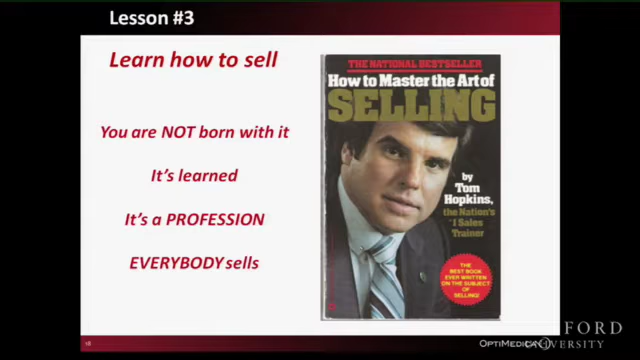 Lesson #3
Learn how to sell
You are NOT born with it
It's learned
It's a PROFESSION
EVERYBODY sells
THE NATIONAL BESTSELLER
How to Master the Art of
SELLING
by
Tom
Hopkins,
the Nation's
#1 Sales
Trainer
THE
BEST BOOK
EVER WRITTEN
ON THE SUBJECT
OF
SELLING!
18
OPTIMEDICA